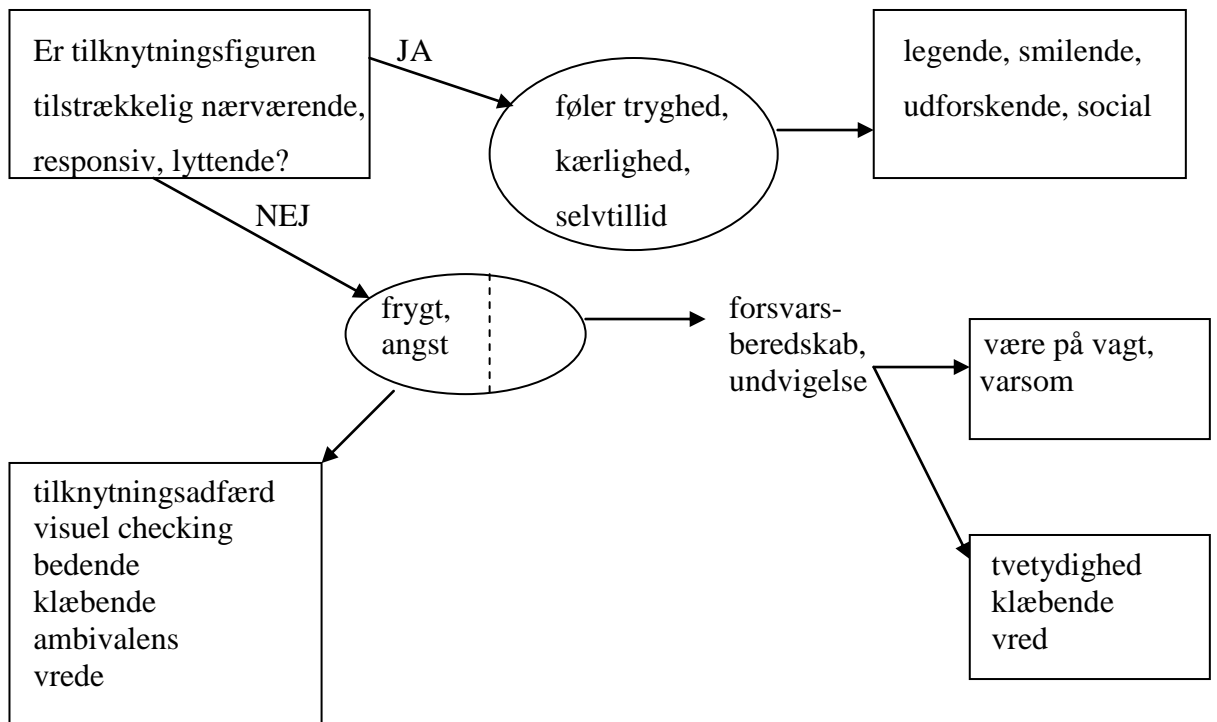 Er tilknytningsfiguren
tilstrækkelig nærværende,
responsiv, lyttende?
JA
føler tryghed,
kærlighed,
selvtillid
legende, smilende,
udforskende, social
NEJ
frygt,
angst
forsvars-
beredskab,
undvigelse
være på vagt,
varsom
tilknytningsadfærd
visuel checking
bedende
klæbende
ambivalens
vrede
tvetydighed
klæbende
vred